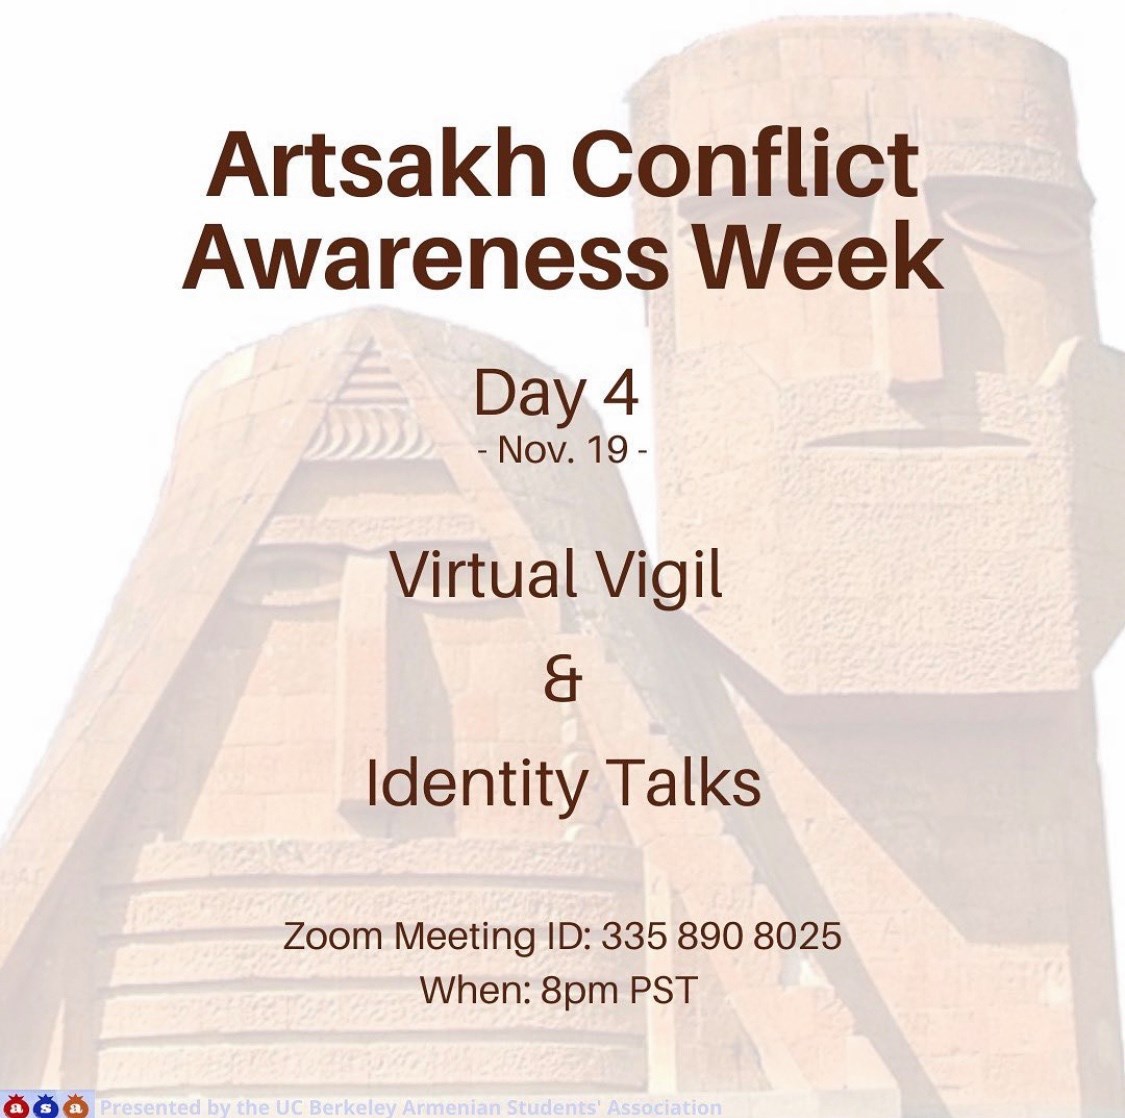 Artsakh Conflict
Awareness Week
Day 4
- Nov. 19 -
Virtual Vigil
&
Identity Talks
Zoom Meeting ID: 335 890 8025
When: 8pm PST
a s a Presented by the UC Berkeley Armenian Students' Association